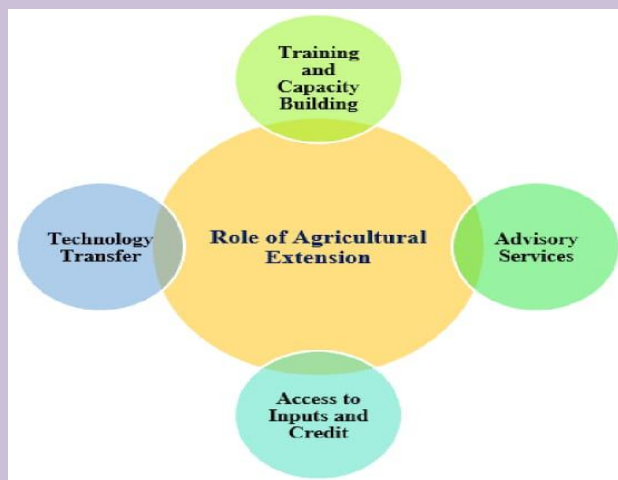 Training
and
Capacity
Building
Technology
Transfer
Role of Agricultural
Extension
Advisory
Services
Access to
Inputs and
Credit